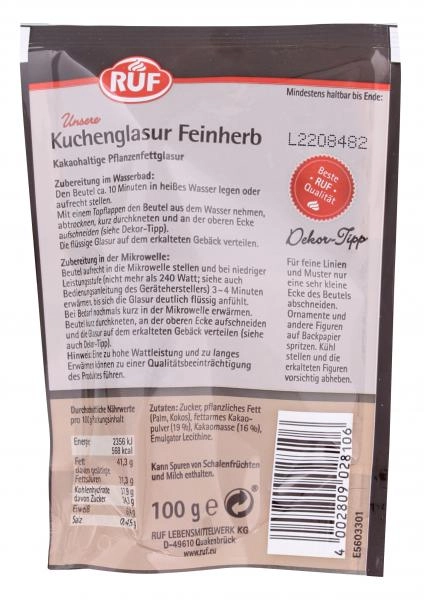 RUF
Mindestens haltbar bis Ende:
Unsere
Kuchenglasur Feinherb
Kakaohaltige Pflanzenfettglasur
L2208482
Beste
RUF
Qualität
Zubereitung im Wasserbad:
Den Beutel ca. 10 Minuten in heißes Wasser legen oder
aufrecht stellen.
Mit einem Topflappen den Beutel aus dem Wasser nehmen,
abtrocknen, kurz durchkneten und an der oberen Ecke
aufschneiden (siehe Dekor-Tipp).
Die flüssige Glasur auf dem erkalteten Gebäck verteilen.
Zubereitung in der Mikrowelle:
Beutel aufrecht in die Mikrowelle stellen und bei niedriger
Leistungsstufe (nicht mehr als 240 Watt; siehe auch
Bedienungsanleitung des Geräteherstellers) 3–4 Minuten
erwärmen, bis sich die Glasur deutlich flüssig anfühlt.
Bei Bedarf nochmals kurz in der Mikrowelle erwärmen.
Beutel kurz durchkneten, an der oberen Ecke aufschneiden
und die Glasur auf dem erkalteten Gebäck verteilen (siehe
auch Dekor-Tipp).
Hinweis: Eine zu hohe Wattleistung und zu langes
Erwärmen können zu einer Qualitätsbeeinträchtigung
des Produktes führen.
Dekor-Tipp
Für feine Linien
und Muster nur
eine sehr kleine
Ecke des Beutels
abschneiden.
Ornamente und
andere Figuren
auf Backpapier
spritzen. Kühl
stellen und die
erkalteten Figuren
vorsichtig abheben.
Durchschnittliche Nährwerte
pro 100 g Packungsinhalt
Energie 2356 kJ
568 kcal
Fett 41,3 g
davon gesättigte
Fettsäuren
Kohlenhydrate
davon Zucker
Eiweiß
Salz
Zutaten: Zucker, pflanzliches Fett
(Palm, Kokos), fettarmes Kakao-
pulver (19 %), Kakaomasse (16 %),
Emulgator Lecithine.
Kann Spuren von Schalenfrüchten
und Milch enthalten.
100 g e
RUF LEBENSMITTELWERK KG
D-49610 Quakenbrück
www.ruf.eu
4 002809 028106
E5603301